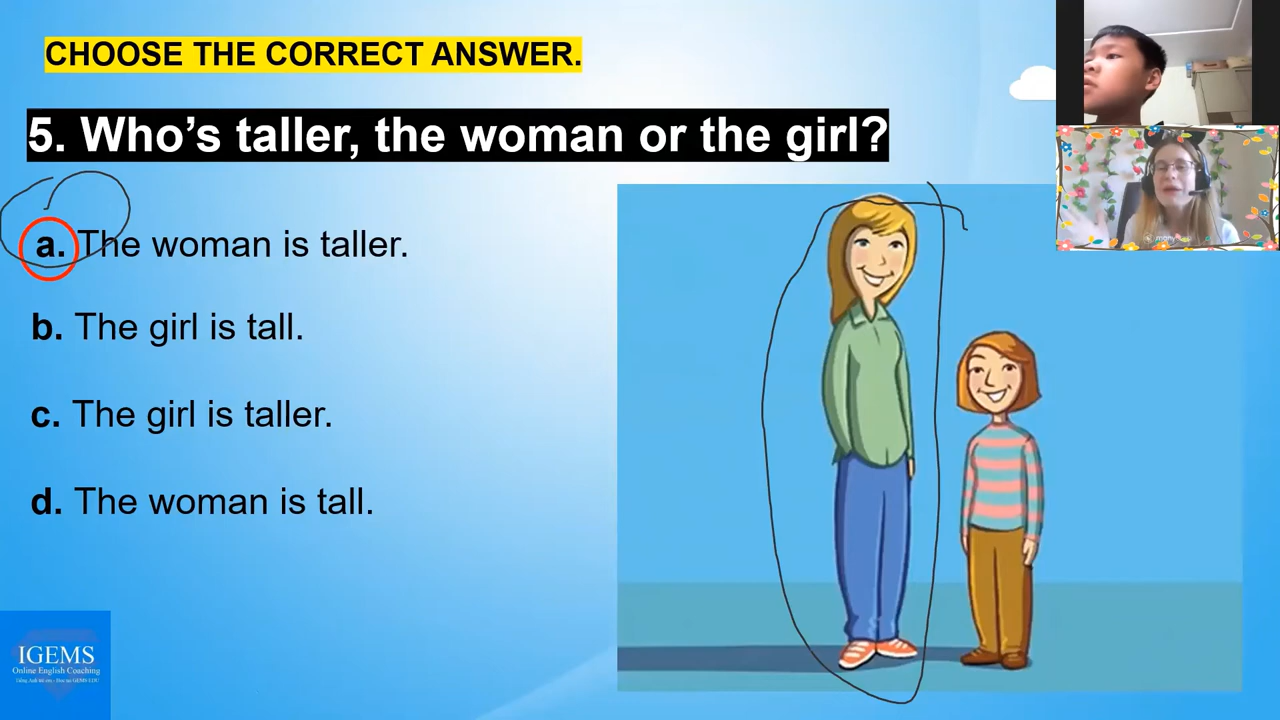 CHOOSE THE CORRECT ANSWER.
5. Who’s taller, the woman or the girl?
a. The woman is taller.
b. The girl is tall.
c. The girl is taller.
d. The woman is tall.
IGEMS
Online English Coaching